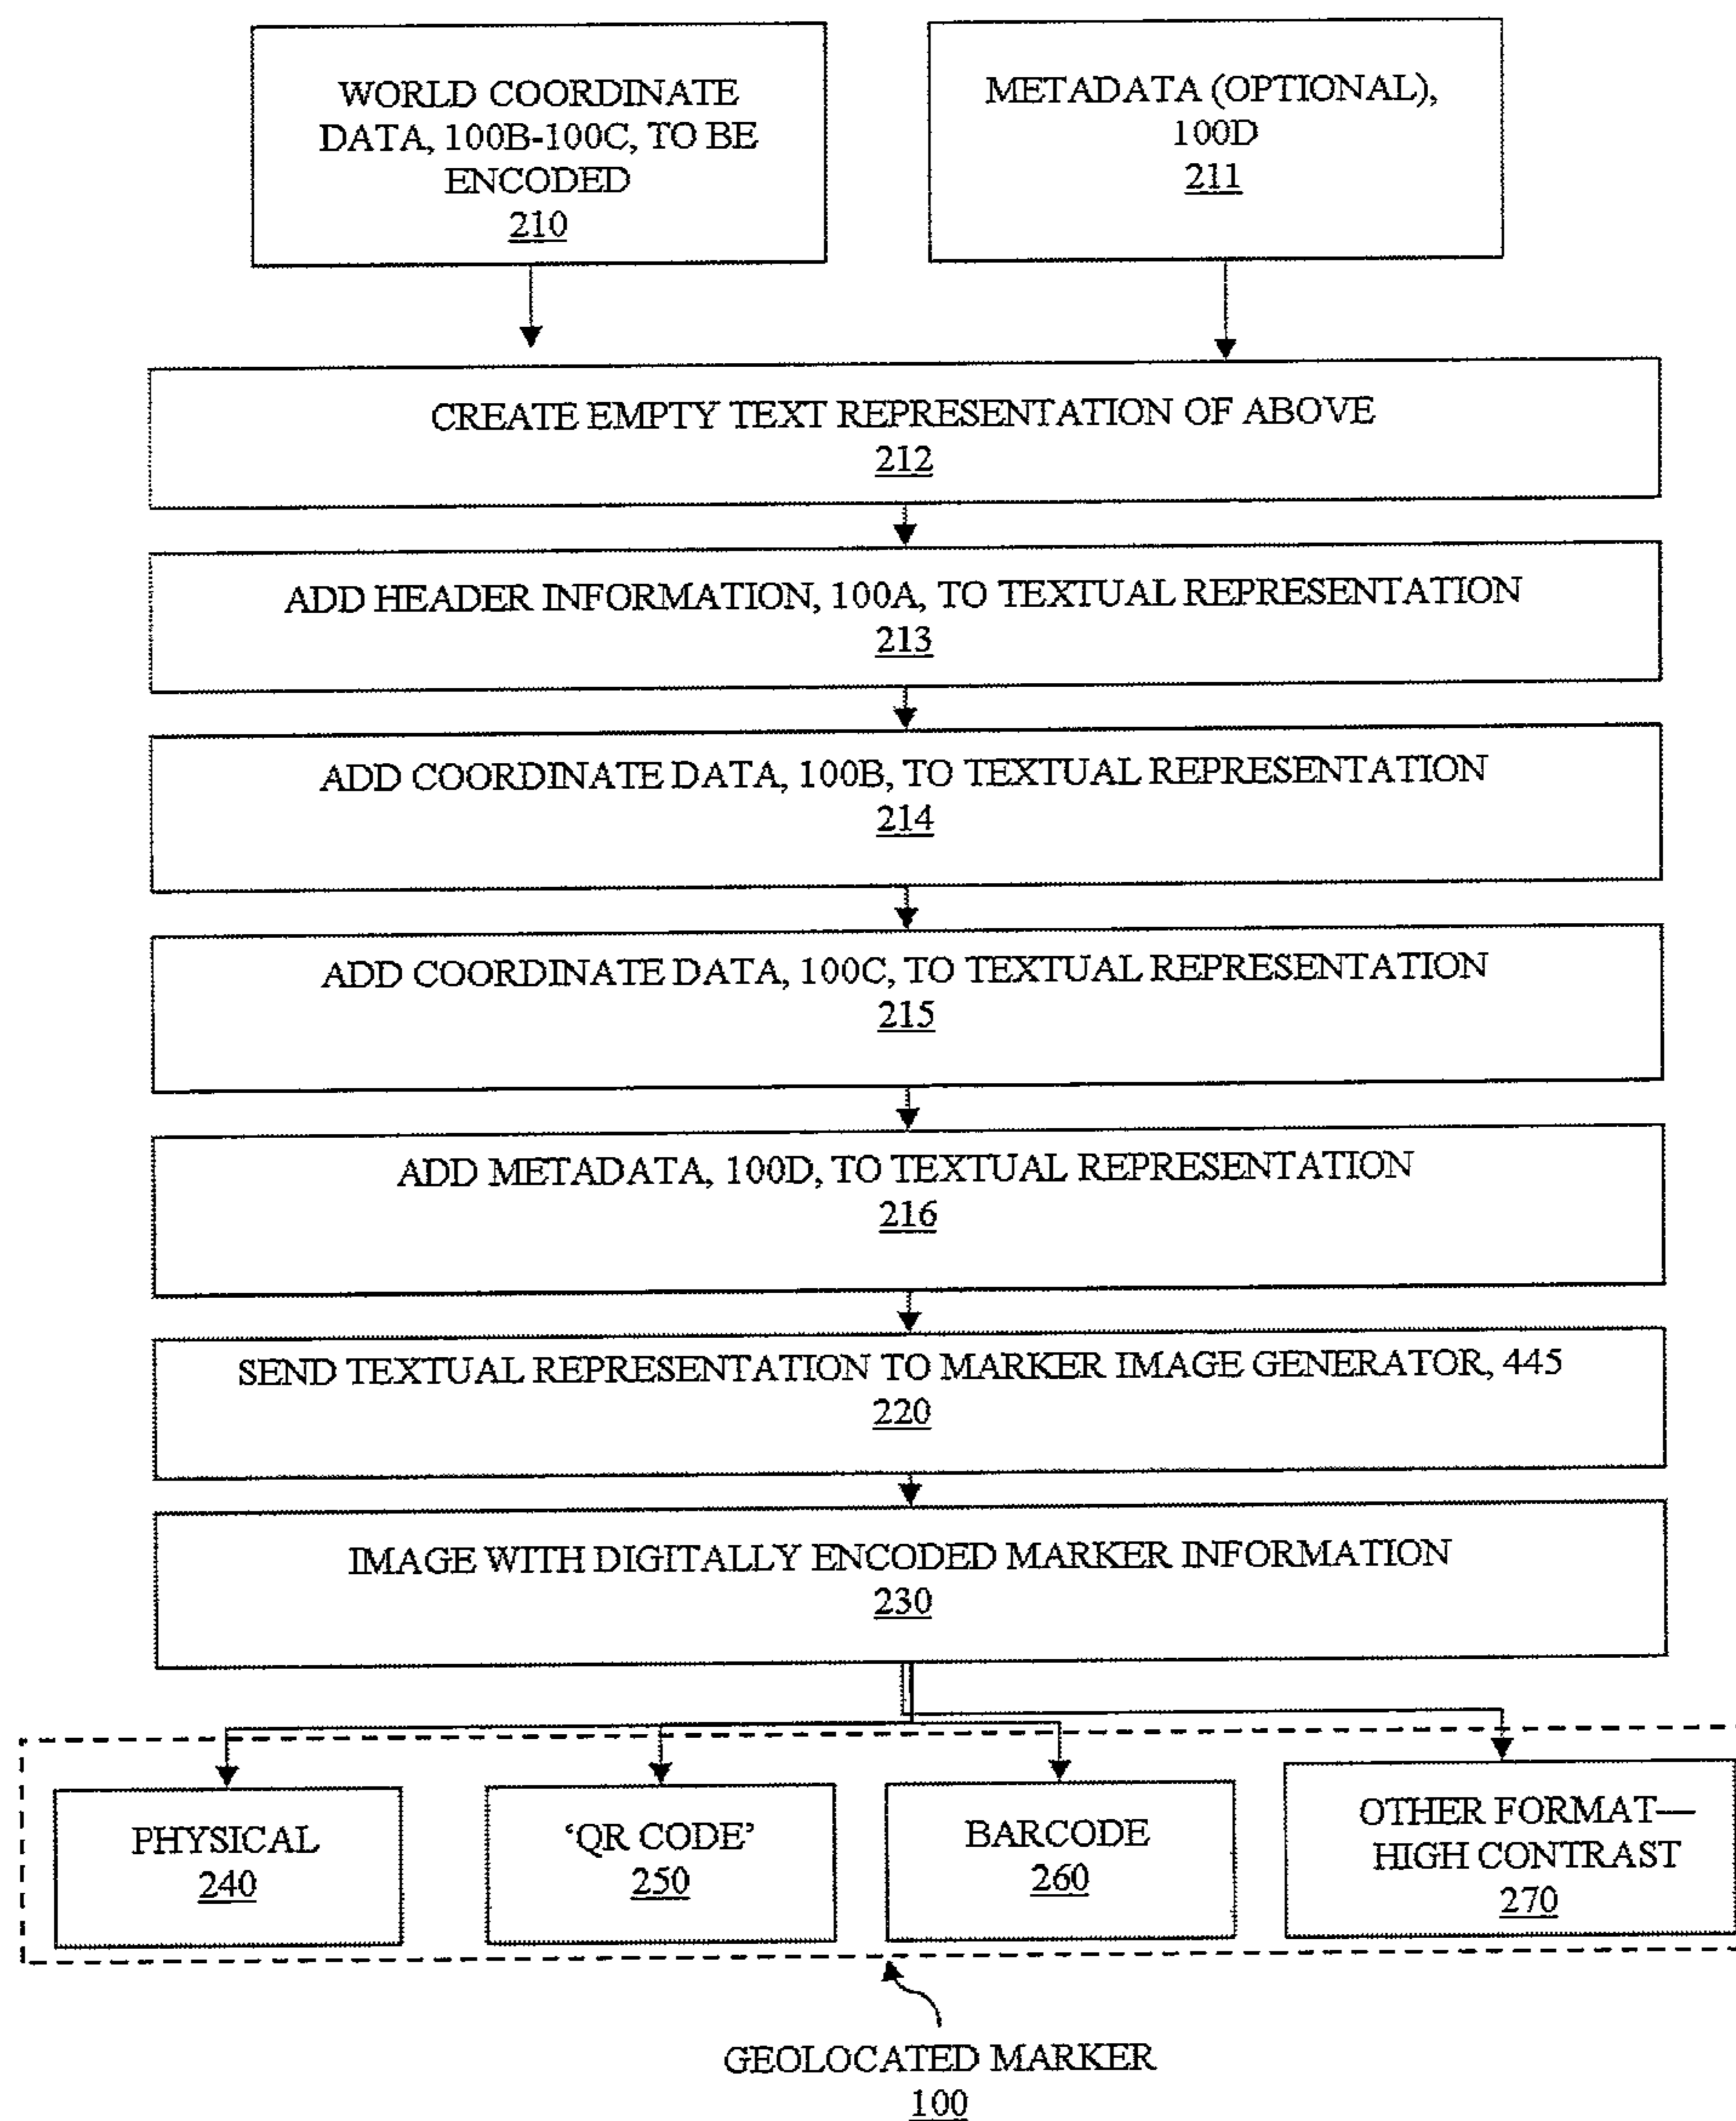 WORLD COORDINATE
DATA, 100B-100C, TO BE
ENCODED
210
METADATA (OPTIONAL),
100D
211
CREATE EMPTY TEXT REPRESENTATION OF ABOVE
212
ADD HEADER INFORMATION, 100A, TO TEXTUAL REPRESENTATION
213
ADD COORDINATE DATA, 100B, TO TEXTUAL REPRESENTATION
214
ADD COORDINATE DATA, 100C, TO TEXTUAL REPRESENTATION
215
ADD METADATA, 100D, TO TEXTUAL REPRESENTATION
216
SEND TEXTUAL REPRESENTATION TO MARKER IMAGE GENERATOR, 445
220
IMAGE WITH DIGITALLY ENCODED MARKER INFORMATION
230
PHYSICAL
240
‘QR CODE’
250
BARCODE
260
OTHER FORMAT—
HIGH CONTRAST
270
GEOLOCATED MARKER
100